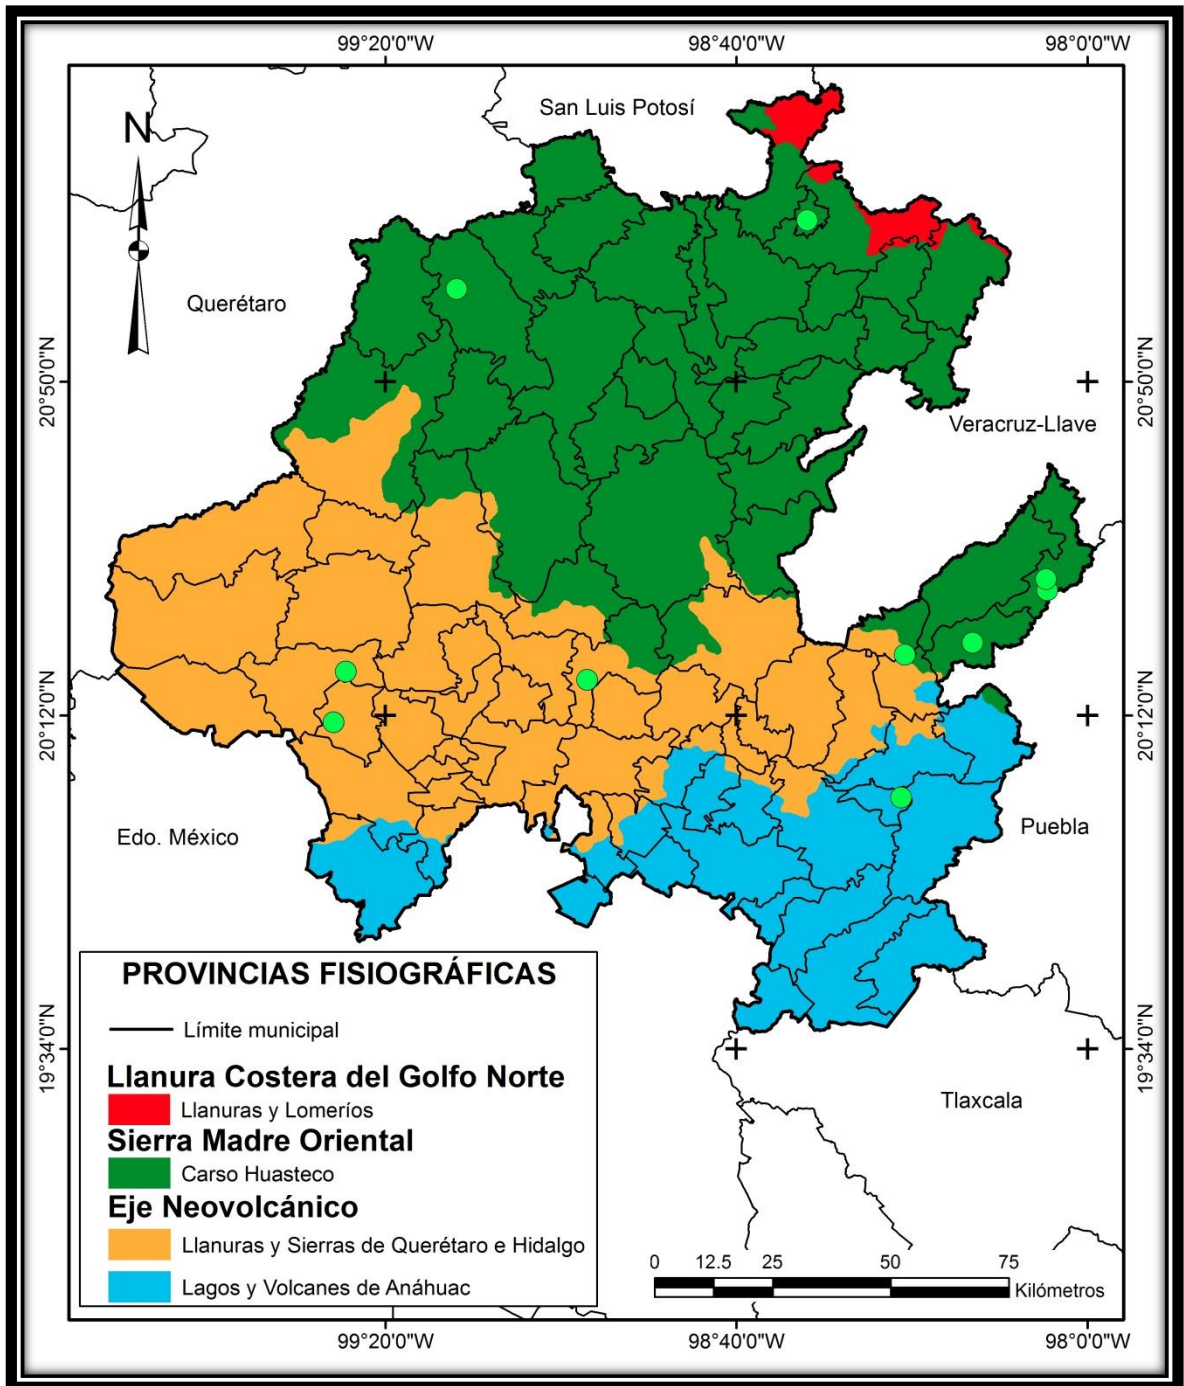 99°20'0"W 98°40'0"W 98°0'0"W
San Luis Potosí
N
Querétaro
20°50'0"N 20°50'0"N
Veracruz-Llave
20°12'0"N 20°12'0"N
Edo. México
Puebla
PROVINCIAS FISIOGRÁFICAS
Límite municipal
Llanura Costera del Golfo Norte
Llanuras y Lomeríos
Sierra Madre Oriental
Carso Huasteco
Eje Neovolcánico
Llanuras y Sierras de Querétaro e Hidalgo
Lagos y Volcanes de Anáhuac
19°34'0"N 19°34'0"N
Tlaxcala
0 12.5 25 50 75
Kilómetros
99°20'0"W 98°40'0"W 98°0'0"W